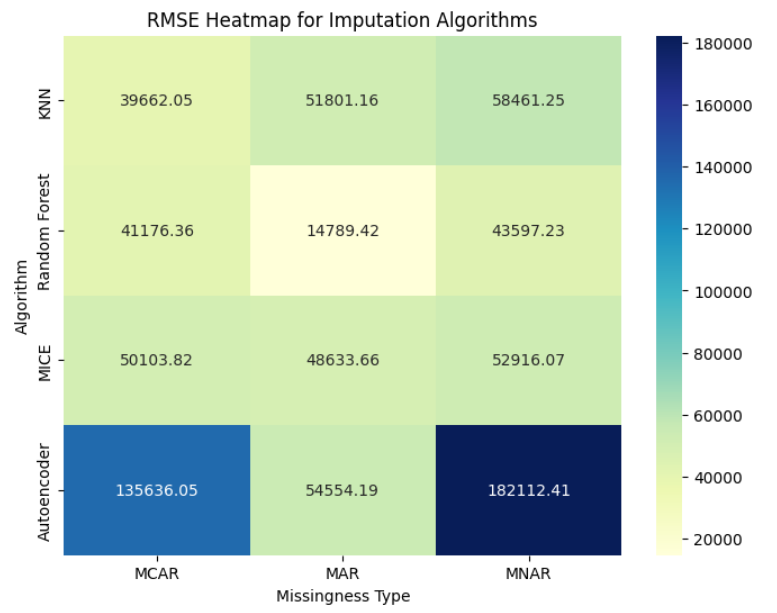 RMSE Heatmap for Imputation Algorithms
Algorithm
KNN
39662.05 51801.16 58461.25
Random Forest
41176.36 14789.42 43597.23
MICE
50103.82 48633.66 52916.07
Autoencoder
135636.05 54554.19 182112.41
MCAR MAR MNAR
Missingness Type
180000
160000
140000
120000
100000
80000
60000
40000
20000